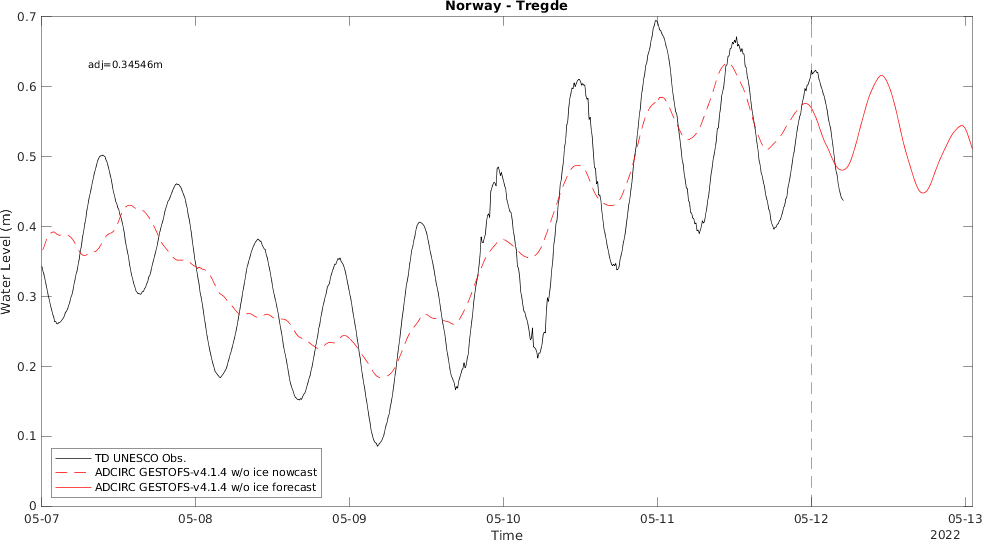 Norway - Tregde
adj=0.34546m
0.7
0.6
0.5
0.4
0.3
0.2
0.1
0
Water Level (m)
TD UNESCO Obs.
ADCIRC GESTOFS-v4.1.4 w/o ice nowcast
ADCIRC GESTOFS-v4.1.4 w/o ice forecast
05-07 05-08 05-09 05-10 05-11 05-12 05-13
Time
2022